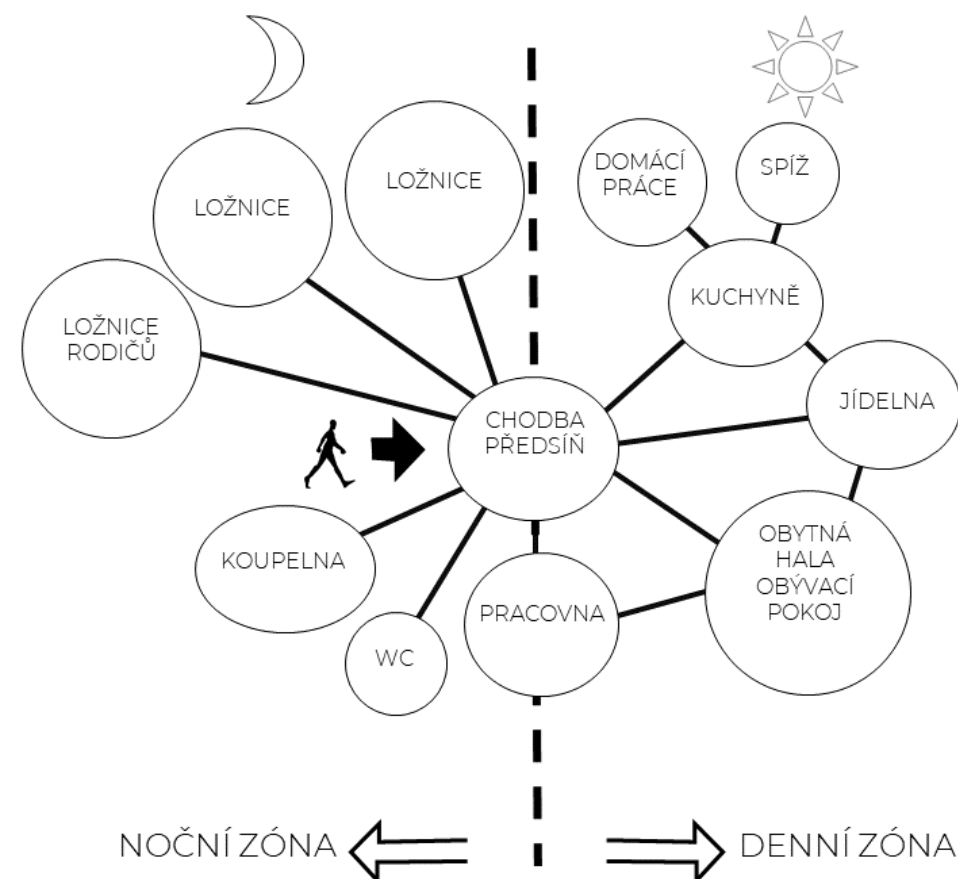 LOŽNICE
LOŽNICE
DOMÁCÍ
PRÁCE
SPÍŽ
LOŽNICE
RODIČŮ
KUCHYNĚ
JÍDELNA
CHODBA
PŘEDSÍŇ
KOUPELNA
WC
PRACOVNA
OBYTNÁ
HALA
OBÝVACÍ
POKOJ
NOČNÍ ZÓNA
DENNÍ ZÓNA